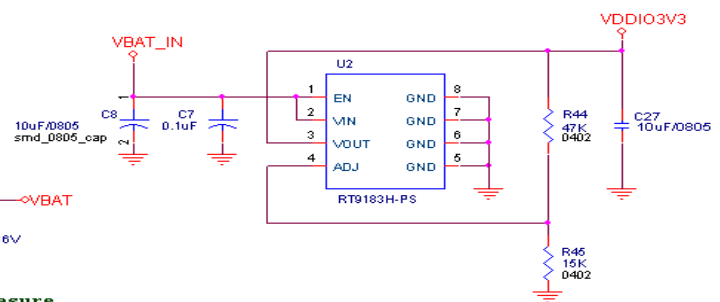 VDDIO3V3
VBAT_IN
U2
1 EN GND 8
2 VIN GND 7
3 VOUT GND 6
4 ADJ GND 5
RT9183H-PS
C8
1
2
10uF/0805
smd_0805_cap
C7
0.1uF
R44
47K
0402
C27
10uF/0805
VBAT
6V
R45
15K
0402